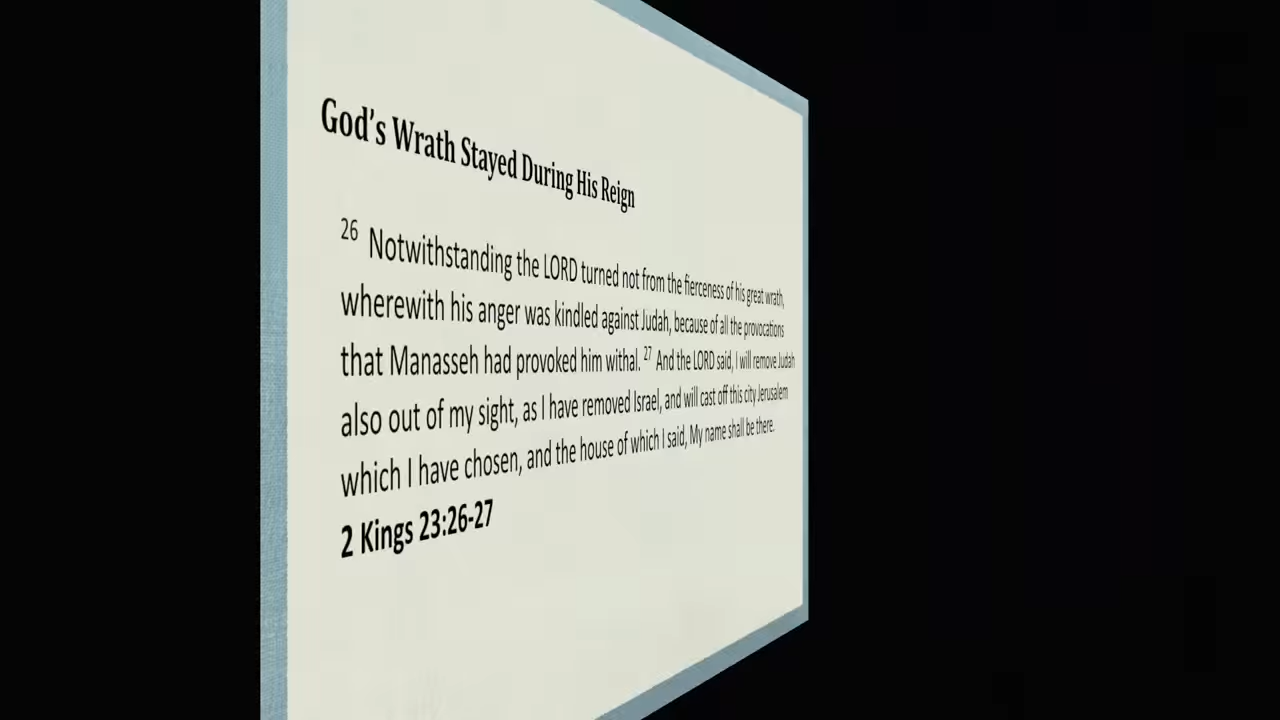 God's Wrath Stayed During His Reign
26 Notwithstanding the LORD turned not from the fierceness of his great wrath,
wherewith his anger was kindled against Judah, because of all the provocations
that Manasseh had provoked him withal. 27 And the LORD said, I will remove Judah
also out of my sight, as I have removed Israel, and will cast off this city Jerusalem
which I have chosen, and the house of which I said, My name shall be there.
2 Kings 23:26-27